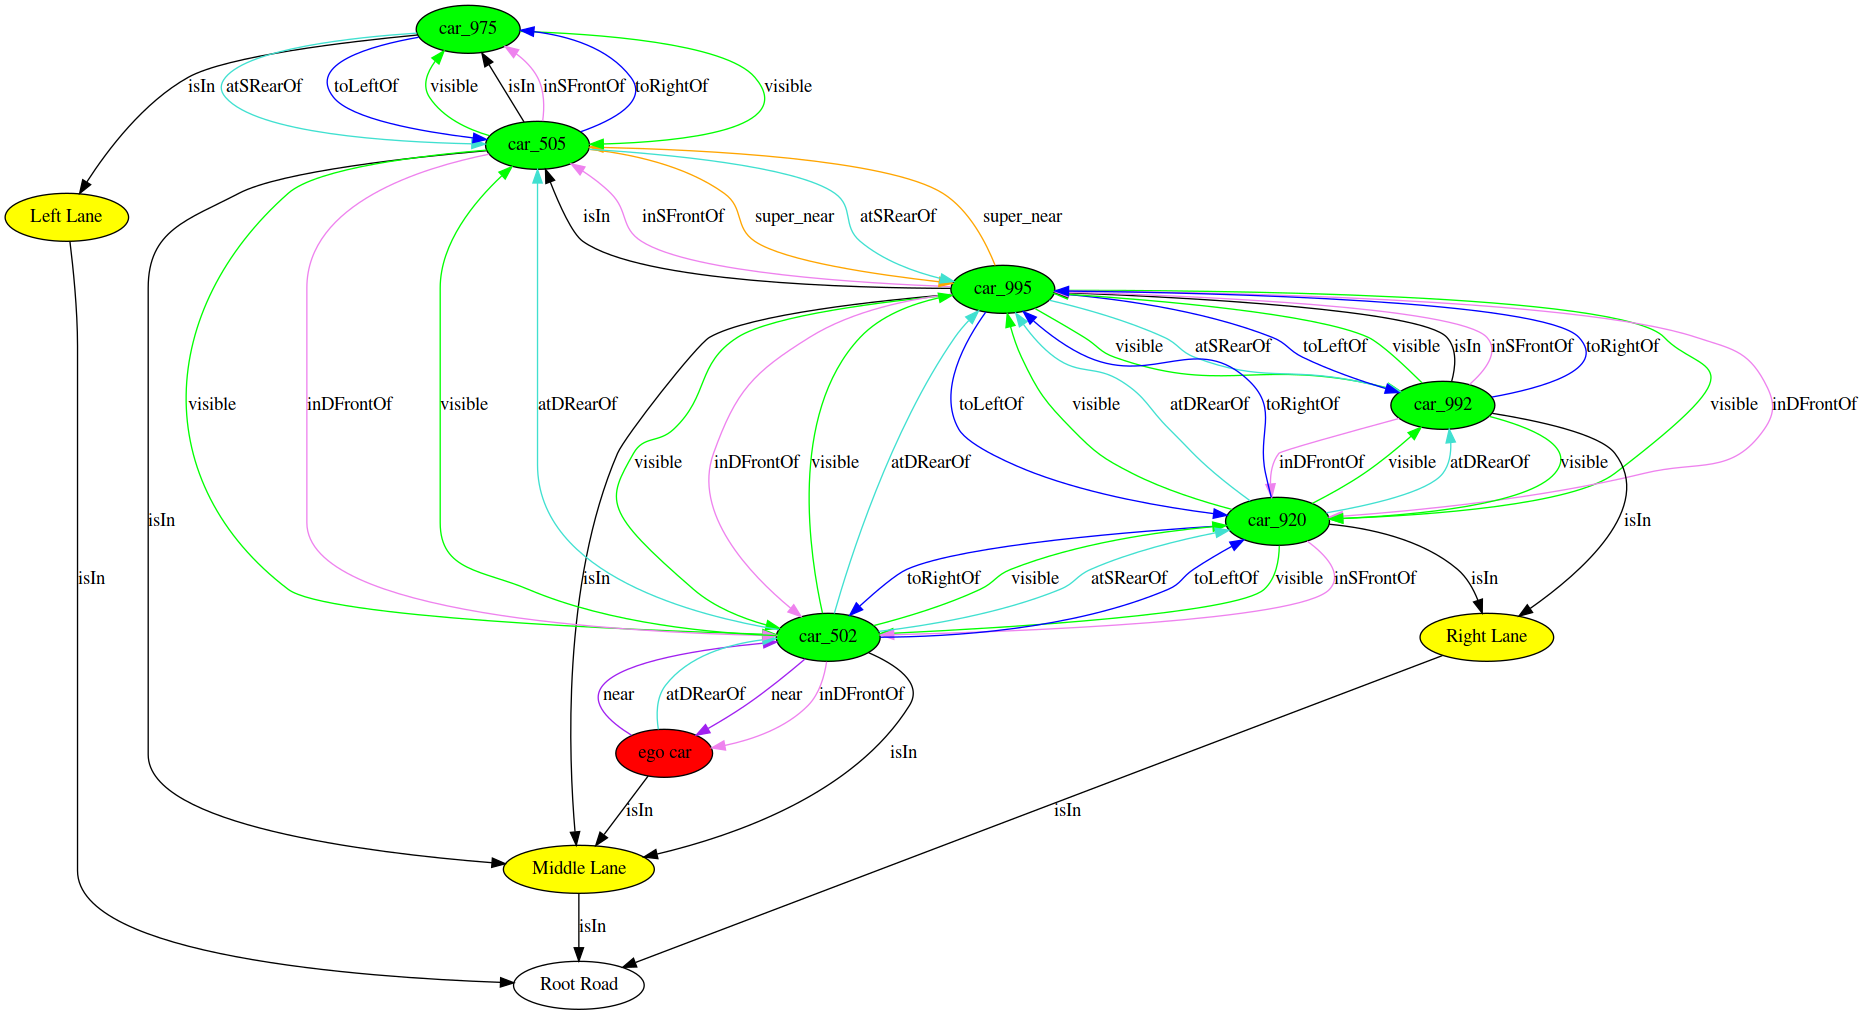 car_975
isIn
atSRearOf
toLeftOf
visible
isIn
inSFrontOf
toRightOf
visible
car_505
Left Lane
isIn
inSFrontOf
super_near
atSRearOf
super_near
car_995
visible
atSRearOf
toLeftOf
visible
isIn
inSFrontOf
toRightOf
visible
inDFrontOf
visible
atDRearOf
toLeftOf
visible
atDRearOf
toRightOf
car_992
visible
inDFrontOf
visible
inDFrontOf
visible
atDRearOf
inDFrontOf
visible
atDRearOf
visible
isIn
car_920
isIn
isIn
isIn
toRightOf
visible
atSRearOf
toLeftOf
visible
inSFrontOf
isIn
car_502
Right Lane
near
atDRearOf
near
inDFrontOf
ego car
isIn
isIn
isIn
Middle Lane
isIn
Root Road